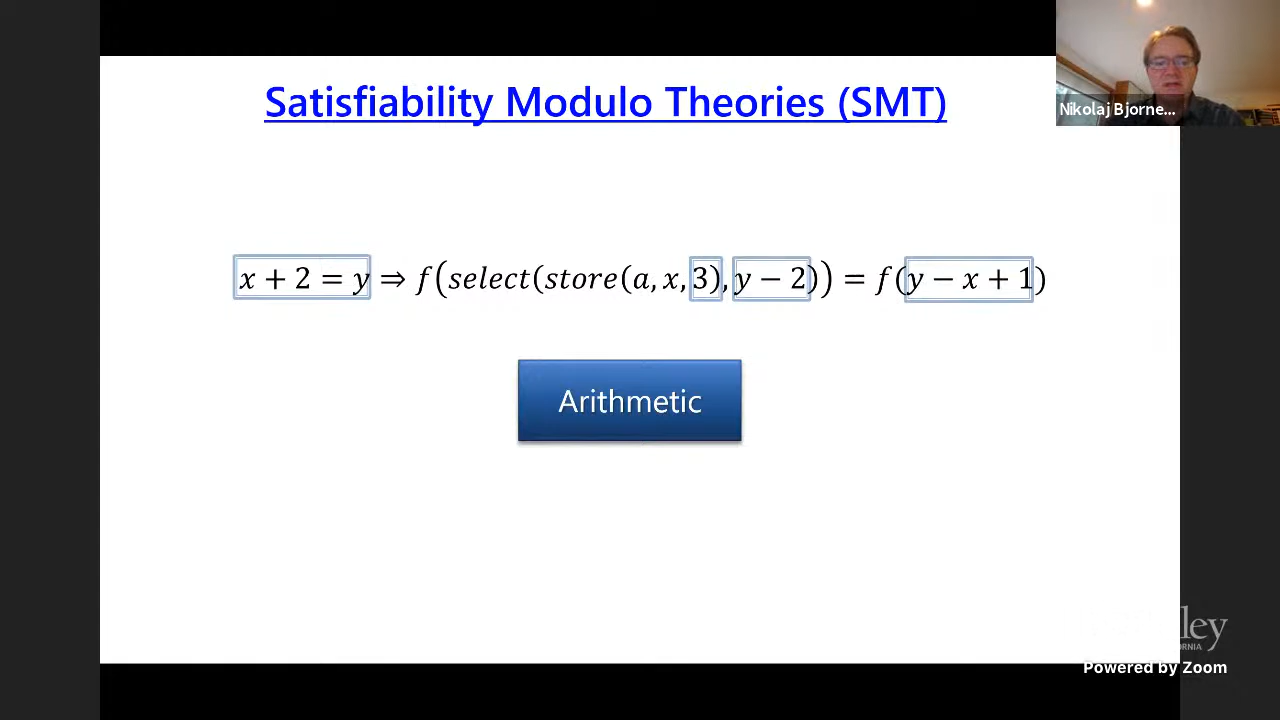 Satisfiability Modulo Theories (SMT)
Nikolaj Bjorne...
x + 2 = y ⇒ f(select(store(a, x, 3), y − 2)) = f(y − x + 1)
Arithmetic
Powered by Zoom